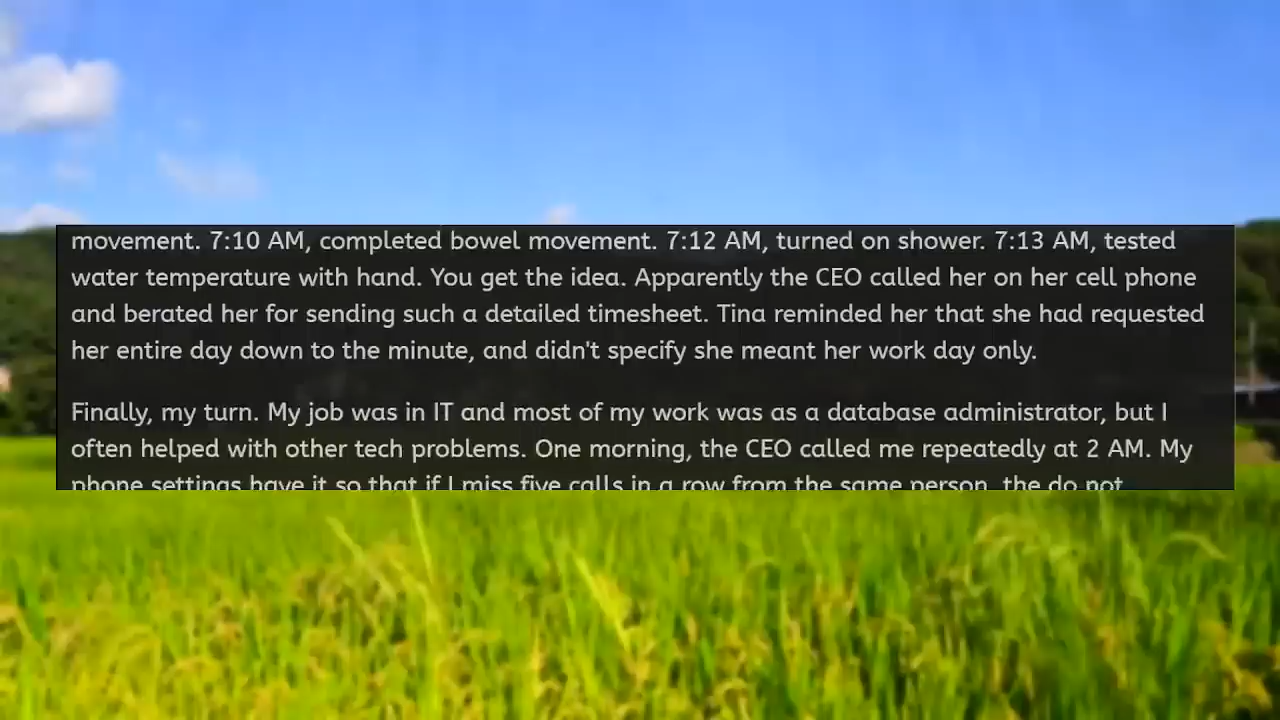 movement. 7:10 AM, completed bowel movement. 7:12 AM, turned on shower. 7:13 AM, tested
water temperature with hand. You get the idea. Apparently the CEO called her on her cell phone
and berated her for sending such a detailed timesheet. Tina reminded her that she had requested
her entire day down to the minute, and didn't specify she meant her work day only.
Finally, my turn. My job was in IT and most of my work was as a database administrator, but I
often helped with other tech problems. One morning, the CEO called me repeatedly at 2 AM. My
phone settings have it so that if I miss five calls in a row from the same person, the do not